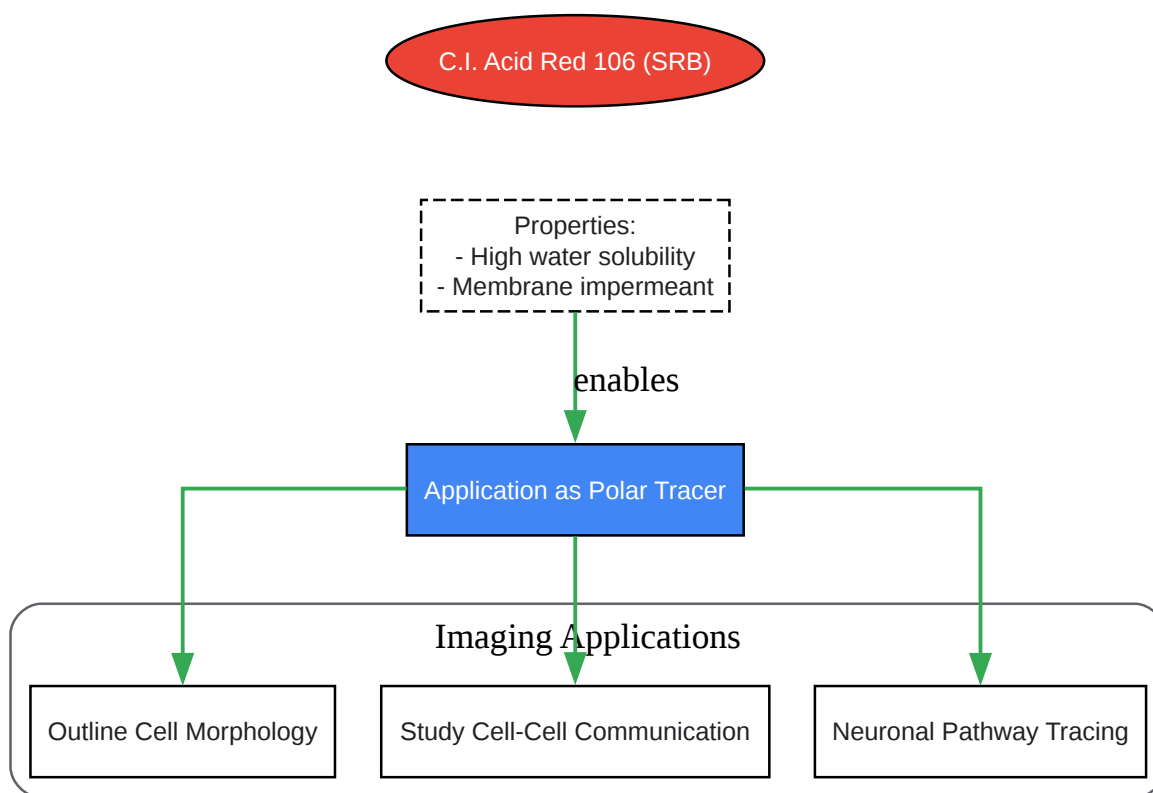 C.I. Acid Red 106 (SRB)
Properties:
- High water solubility
- Membrane impermeant
enables
Application as Polar Tracer
Imaging Applications
Outline Cell Morphology
Study Cell-Cell Communication
Neuronal Pathway Tracing